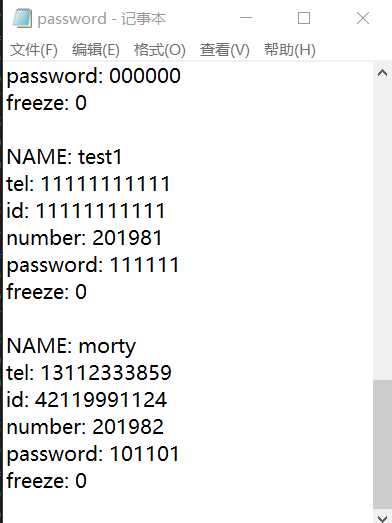 password - 记事本
文件(F) 编辑(E) 格式(O) 查看(V) 帮助(H)
password: 000000
freeze: 0
NAME: test1
tel: 11111111111
id: 11111111111
number: 201981
password: 111111
freeze: 0
NAME: morty
tel: 13112333859
id: 42119991124
number: 201982
password: 101101
freeze: 0